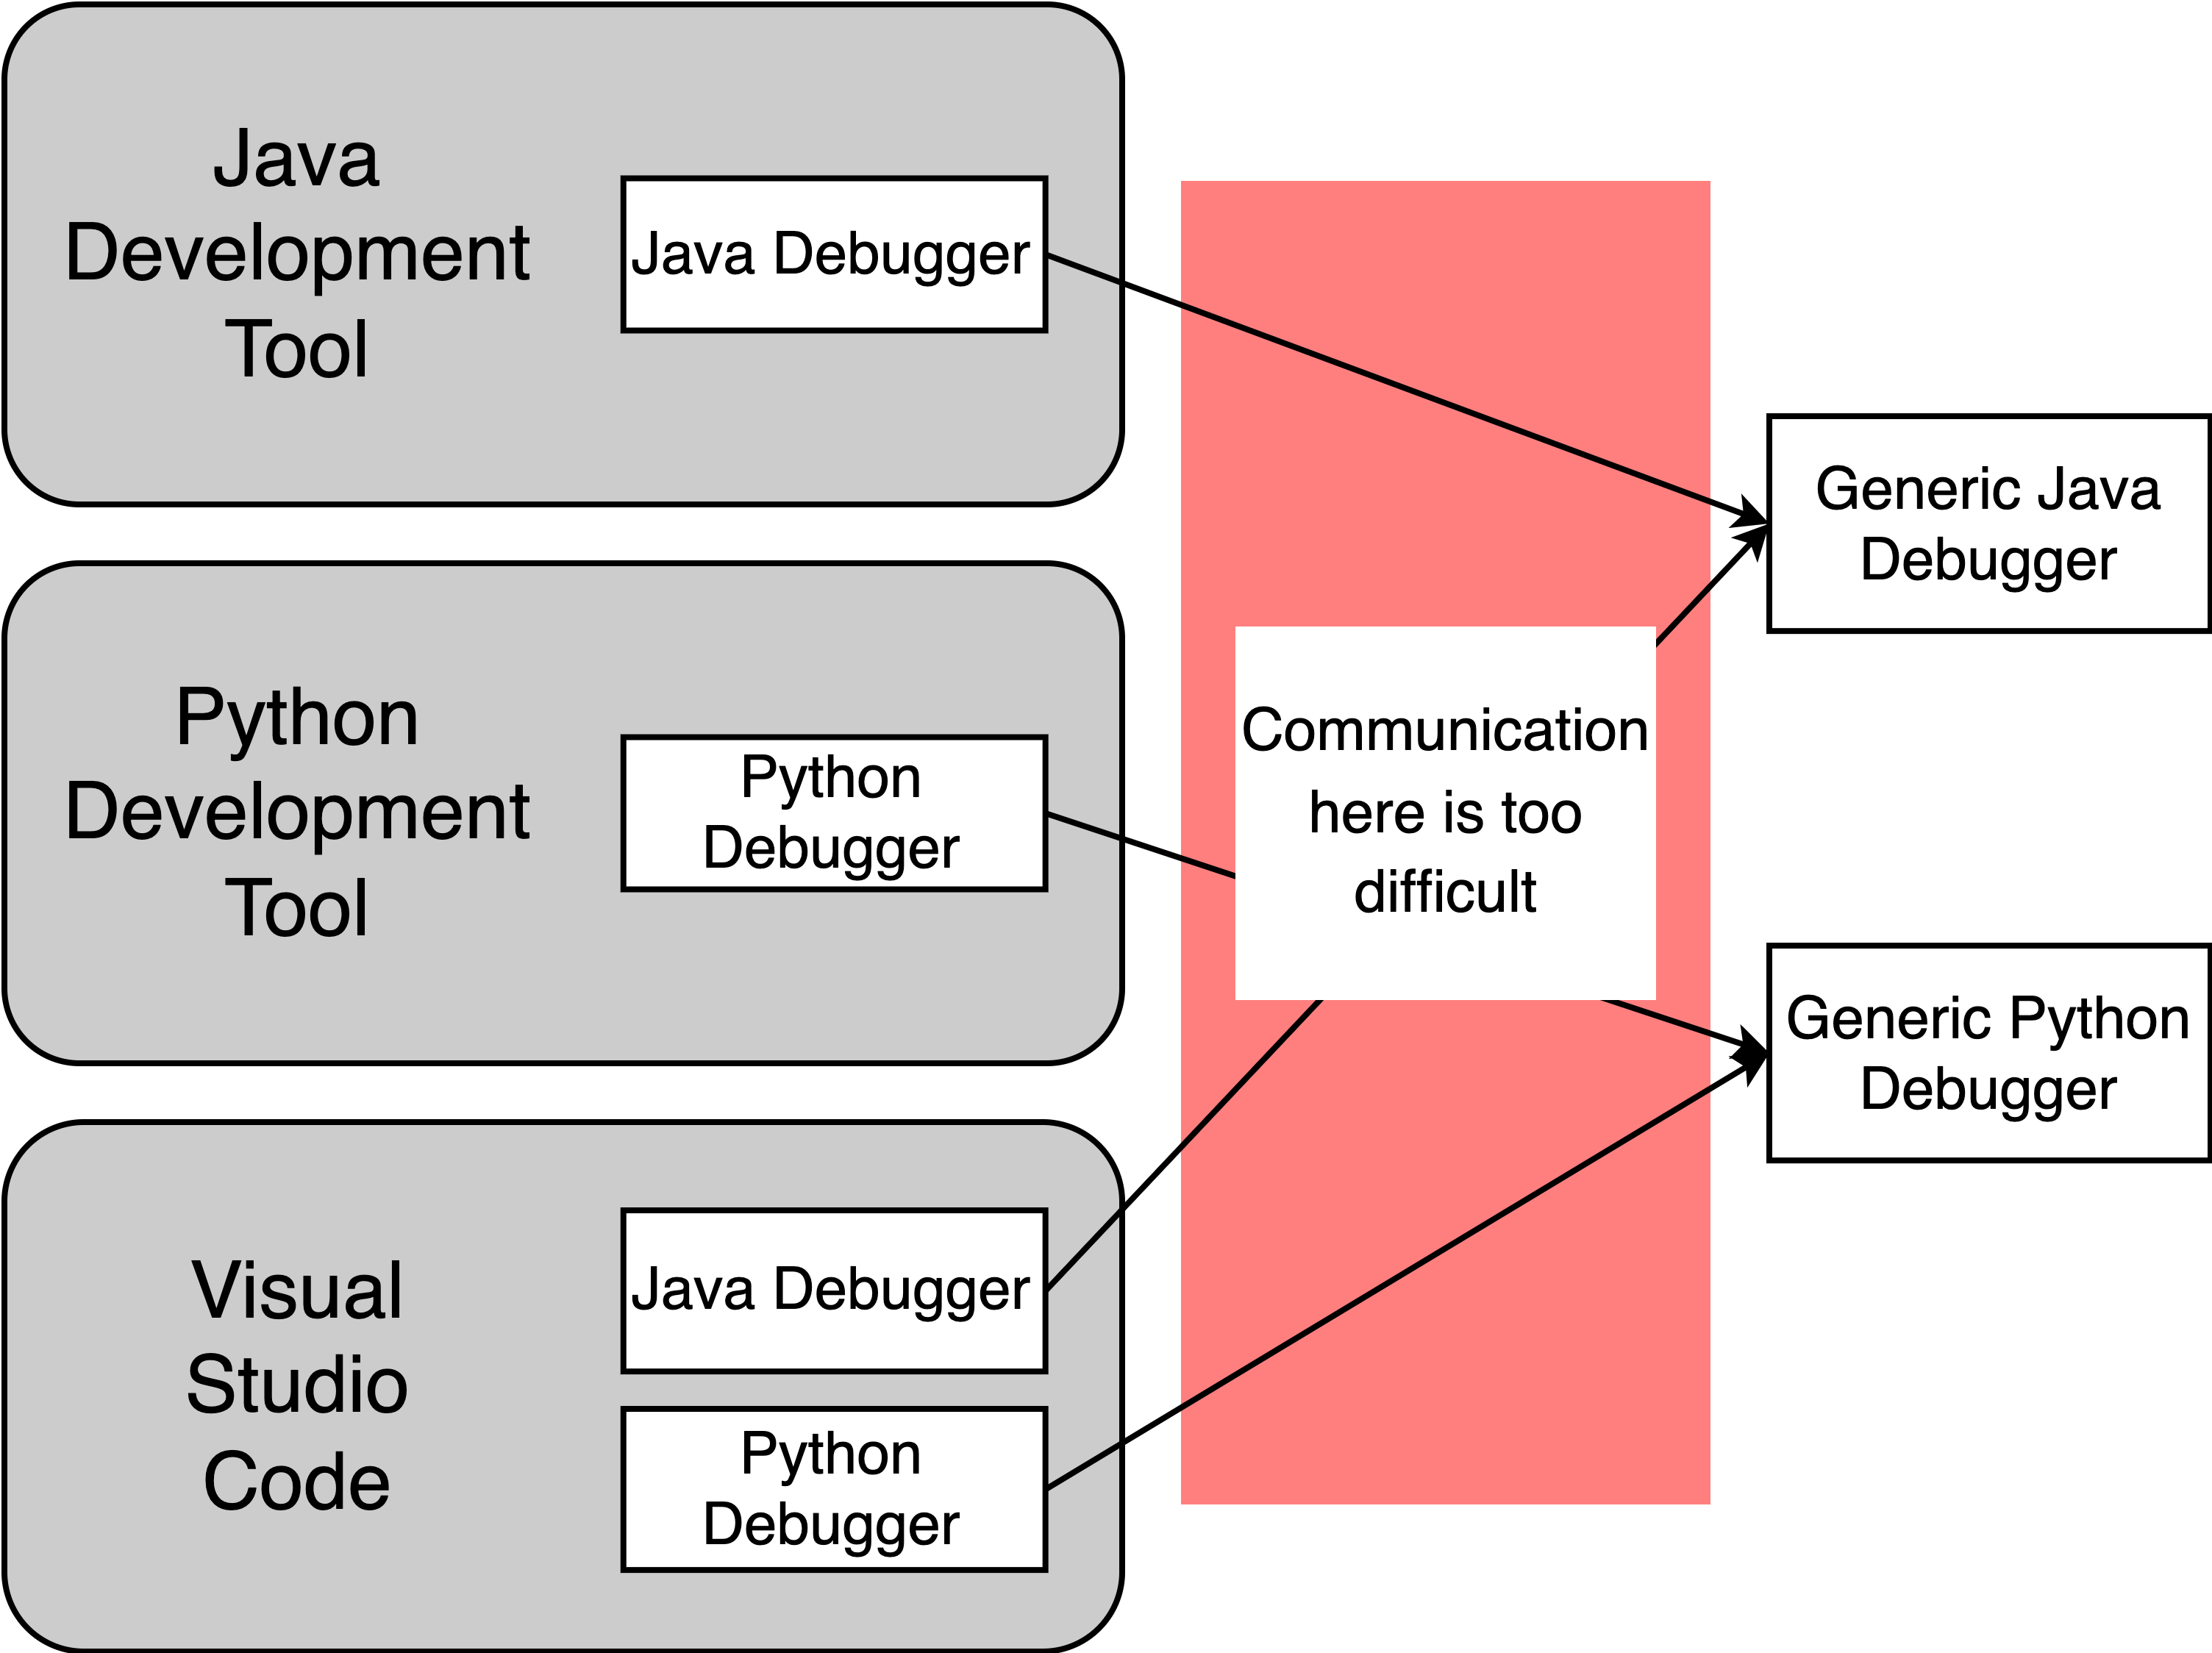 Java
Development
Tool
Java Debugger
Python
Development
Tool
Python
Debugger
Visual
Studio
Code
Java Debugger
Python
Debugger
Communication
here is too
difficult
Generic Java
Debugger
Generic Python
Debugger